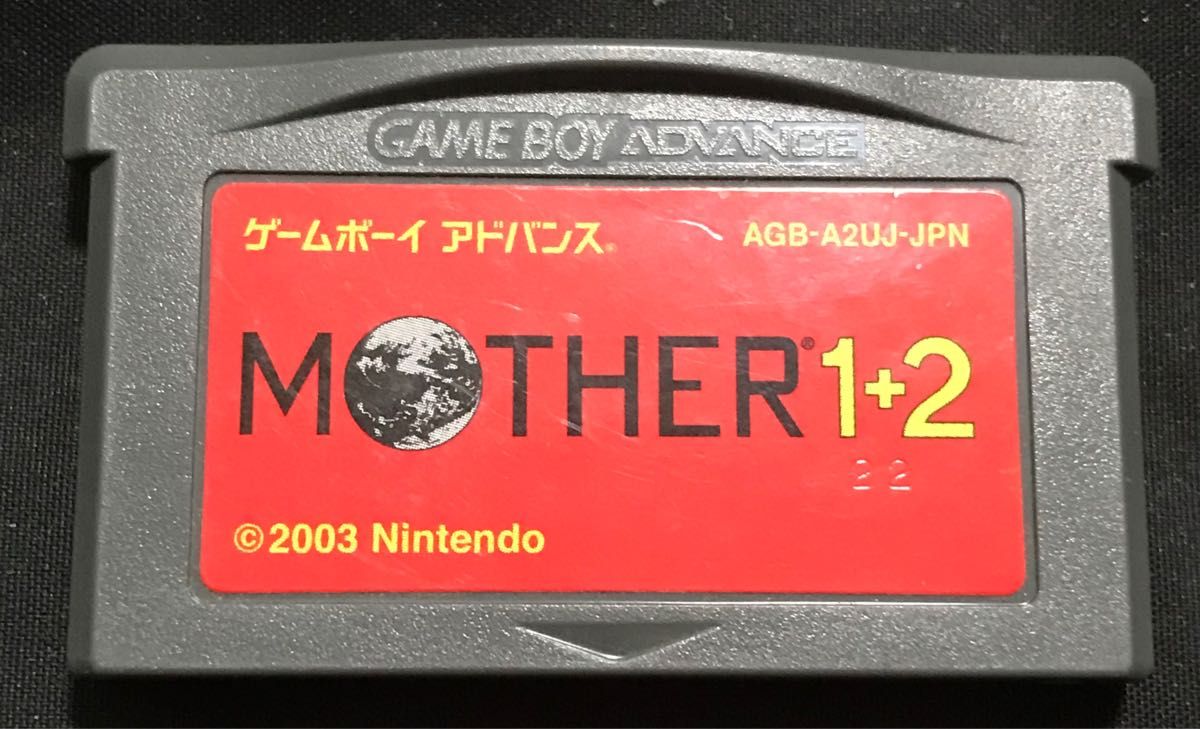 GAME BOY ADVANCE
ゲームボーイ アドバンス® AGB-A2UJ-JPN
MOTHER® 1+2
22
©2003 Nintendo